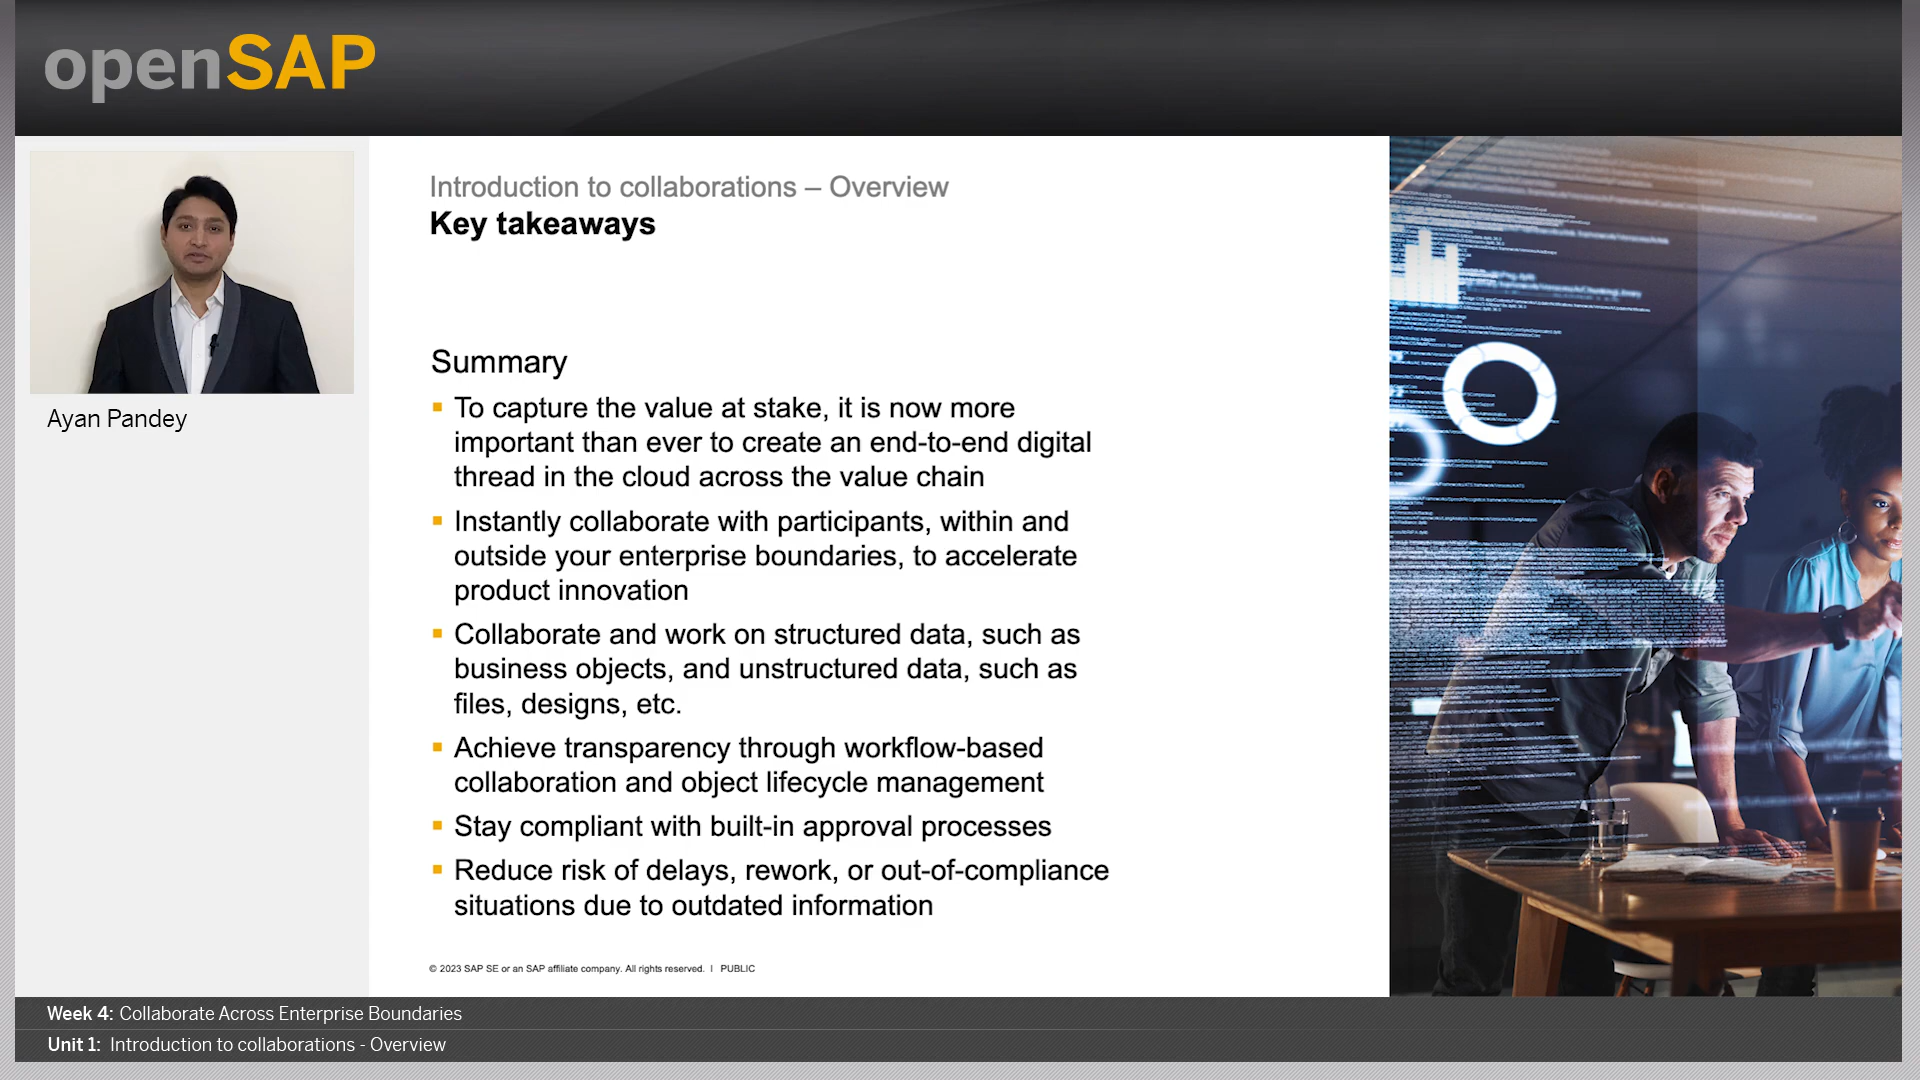 openSAP
Introduction to collaborations – Overview
Key takeaways
Ayan Pandey
Summary
To capture the value at stake, it is now more
important than ever to create an end-to-end digital
thread in the cloud across the value chain
Instantly collaborate with participants, within and
outside your enterprise boundaries, to accelerate
product innovation
Collaborate and work on structured data, such as
business objects, and unstructured data, such as
files, designs, etc.
Achieve transparency through workflow-based
collaboration and object lifecycle management
Stay compliant with built-in approval processes
Reduce risk of delays, rework, or out-of-compliance
situations due to outdated information
© 2023 SAP SE or an SAP affiliate company. All rights reserved. | PUBLIC
Week 4: Collaborate Across Enterprise Boundaries
Unit 1: Introduction to collaborations - Overview